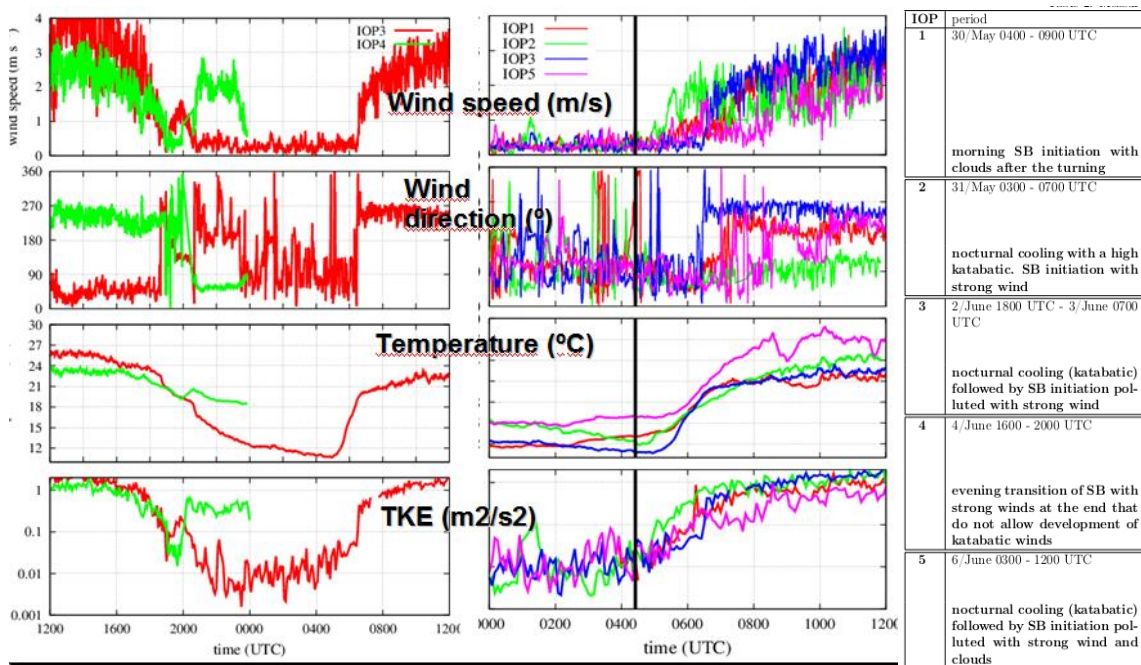 IOP3
IOP4
wind speed (m s
4
3
2
1
0
IOP1
IOP2
IOP3
IOP5
Wind speed (m/s)
360
270
180
90
0
Wind
direction (º)
30
27
24
21
18
15
12
Temperature (ºC)
1
0.1
0.01
0.001
TKE (m2/s2)
1200 1600 2000 0000 0400 0800 1200
time (UTC)
0000 0200 0400 0600 0800 1000 1200
time (UTC)
IOP period
1 30/May 0400 - 0900 UTC
morning SB initiation with
clouds after the turning
2 31/May 0300 - 0700 UTC
nocturnal cooling with a high
katabatic. SB initiation with
strong wind
3 2/June 1800 UTC - 3/June 0700
UTC
nocturnal cooling (katabatic)
followed by SB initiation pol-
luted with strong wind
4 4/June 1600 - 2000 UTC
evening transition of SB with
strong winds at the end that
do not allow development of
katabatic winds
5 6/June 0300 - 1200 UTC
nocturnal cooling (katabatic)
followed by SB initiation pol-
luted with strong wind and
clouds